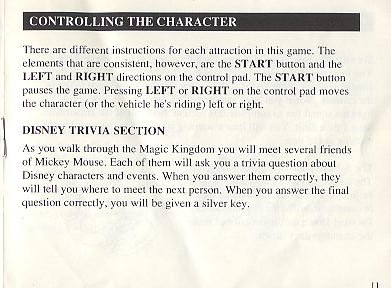 CONTROLLING THE CHARACTER
There are different instructions for each attraction in this game. The
elements that are consistent, however, are the START button and the
LEFT and RIGHT directions on the control pad. The START button
pauses the game. Pressing LEFT or RIGHT on the control pad moves
the character (or the vehicle he's riding) left or right.
DISNEY TRIVIA SECTION
As you walk through the Magic Kingdom you will meet several friends
of Mickey Mouse. Each of them will ask you a trivia question about
Disney characters and events. When you answer them correctly, they
will tell you where to meet the next person. When you answer the final
question correctly, you will be given a silver key.